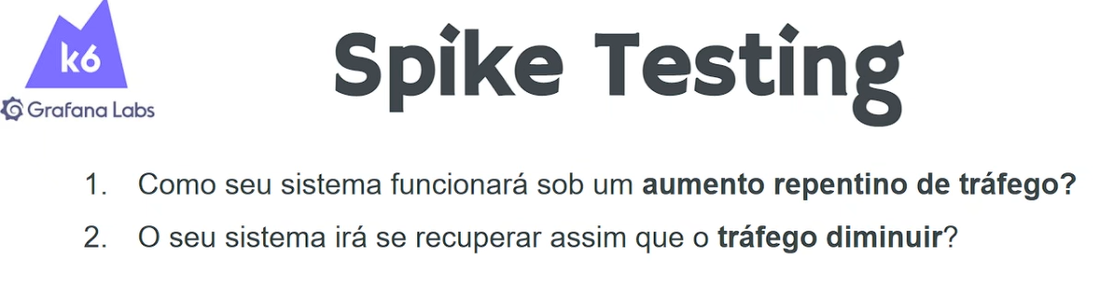 k6
Grafana Labs
Spike Testing
1. Como seu sistema funcionará sob um aumento repentino de tráfego?
2. O seu sistema irá se recuperar assim que o tráfego diminuir?